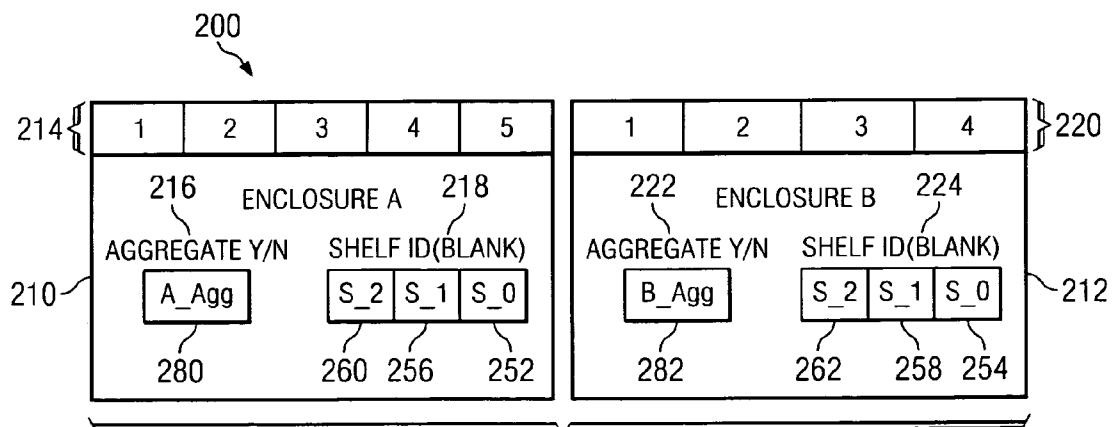 200
214 1 2 3 4 5 1 2 3 4 220
216 218 222 224
ENCLOSURE A ENCLOSURE B
AGGREGATE Y/N SHELF ID(BLANK) AGGREGATE Y/N SHELF ID(BLANK)
210 A_Agg S_2 S_1 S_0 B_Agg S_2 S_1 S_0 212
280 260 256 252 282 262 258 254